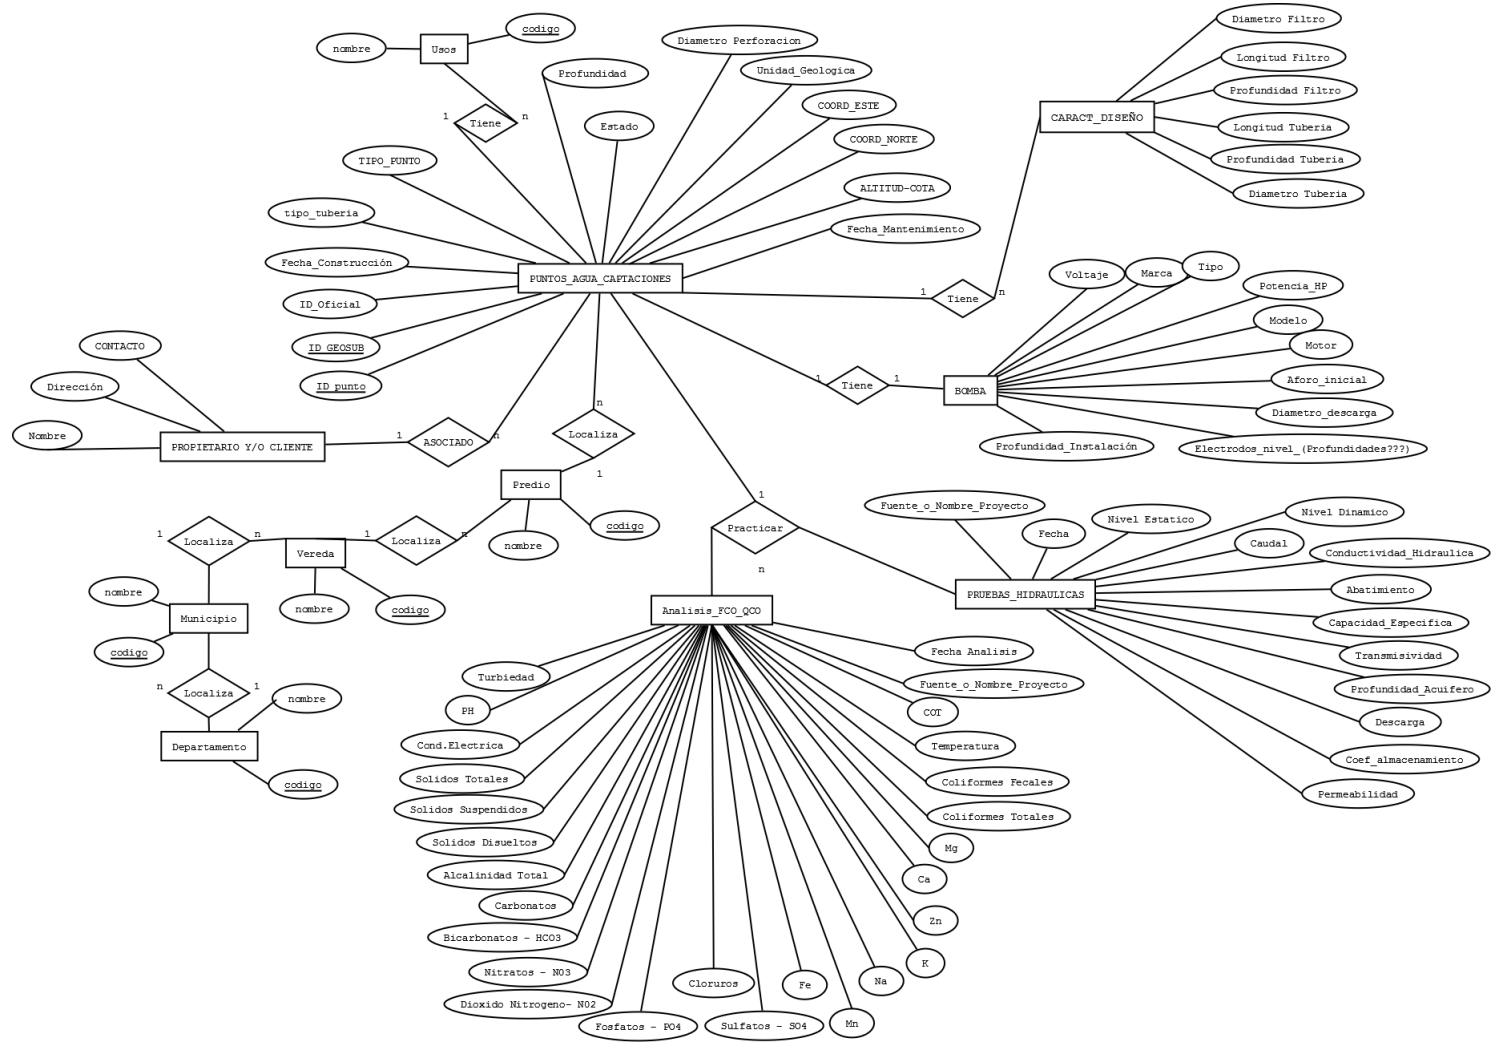 Diametro Filtro
codigo
nombre
Usos
Diametro Perforacion
Longitud Filtro
Profundidad
Unidad_Geologica
Profundidad Filtro
COORD_ESTE
1
Tiene
n
Estado
CARACT_DISEÑO
Longitud Tuberia
COORD_NORTE
TIPO_PUNTO
Profundidad Tuberia
ALTITUD-COTA
Diametro Tuberia
tipo_tuberia
Fecha_Mantenimiento
Fecha_Construcción
PUNTOS_AGUA_CAPTACIONES
Voltaje
Marca
Tipo
Potencia_HP
1
Tiene
n
ID_Oficial
Modelo
Motor
CONTACTO
ID_GEOSUB
Dirección
ID_punto
1
Tiene
1
BOMBA
Aforo_inicial
Diametro_descarga
n
Nombre
PROPIETARIO Y/O CLIENTE
1
ASOCIADO
n
Localiza
Profundidad_Instalación
Electrodos_nivel_(Profundidades???)
1
Predio
1
Fuente_o_Nombre_Proyecto
Nivel Dinamico
Nivel Estatico
codigo
Practicar
Fecha
1
Localiza
n
1
Localiza
n
nombre
Caudal
Vereda
Conductividad_Hidraulica
n
nombre
PRUEBAS_HIDRAULICAS
Abatimiento
nombre
codigo
Municipio
Analisis_FCO_QCO
Capacidad_Especifica
codigo
Fecha Analisis
Transmisividad
Turbiedad
Fuente_o_Nombre_Proyecto
Profundidad_Acuifero
n
Localiza
1
nombre
PH
COT
Descarga
Departamento
Cond.Electrica
Temperatura
Coef_almacenamiento
codigo
Solidos Totales
Coliformes Fecales
Permeabilidad
Solidos Suspendidos
Coliformes Totales
Solidos Disueltos
Mg
Alcalinidad Total
Ca
Carbonatos
Zn
Bicarbonatos - HCO3
K
Nitratos - N03
Cloruros
Fe
Na
Dioxido Nitrogeno- N02
Fosfatos - PO4
Sulfatos - SO4
Mn